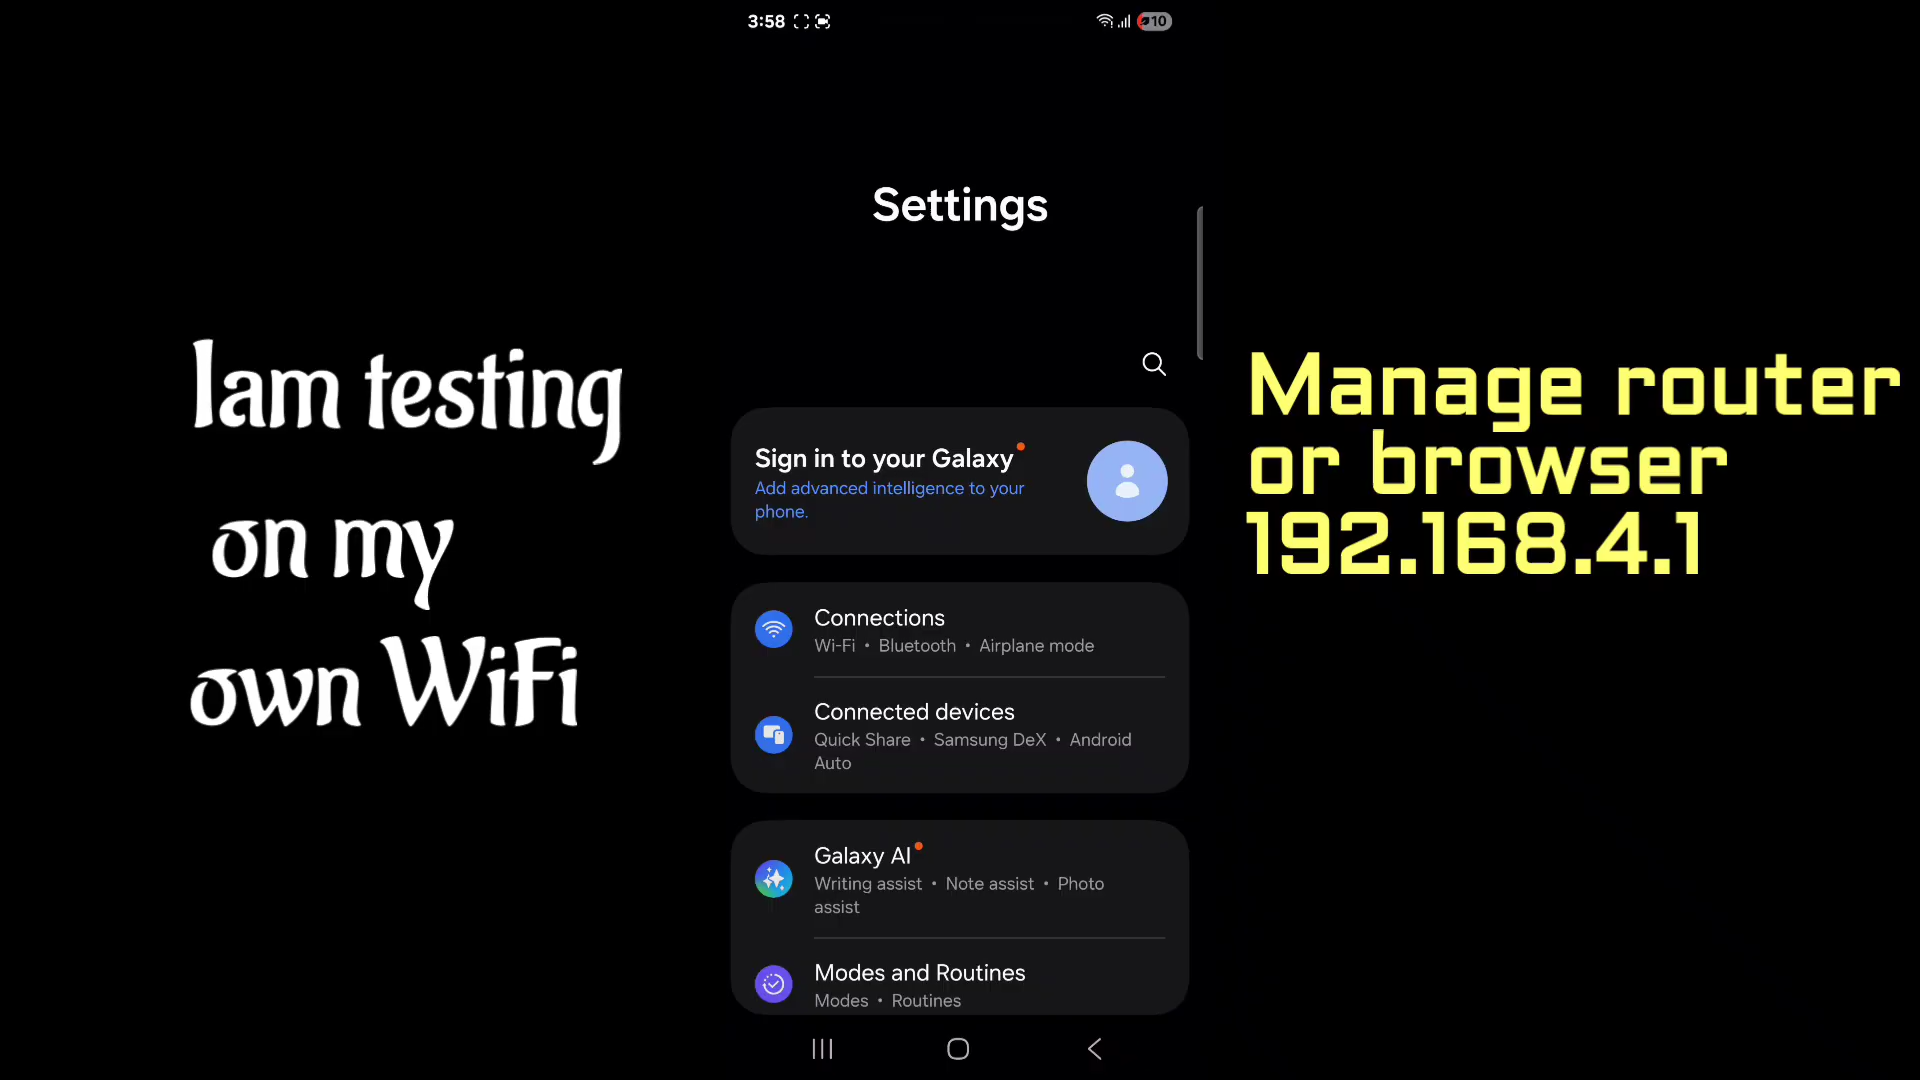 3:58
10
Settings
Iam testing
on my
own WiFi
Manage router
or browser
192.168.4.1
Sign in to your Galaxy
Add advanced intelligence to your
phone.
Connections
Wi-Fi • Bluetooth • Airplane mode
Connected devices
Quick Share • Samsung DeX • Android
Auto
Galaxy AI
Writing assist • Note assist • Photo
assist
Modes and Routines
Modes • Routines